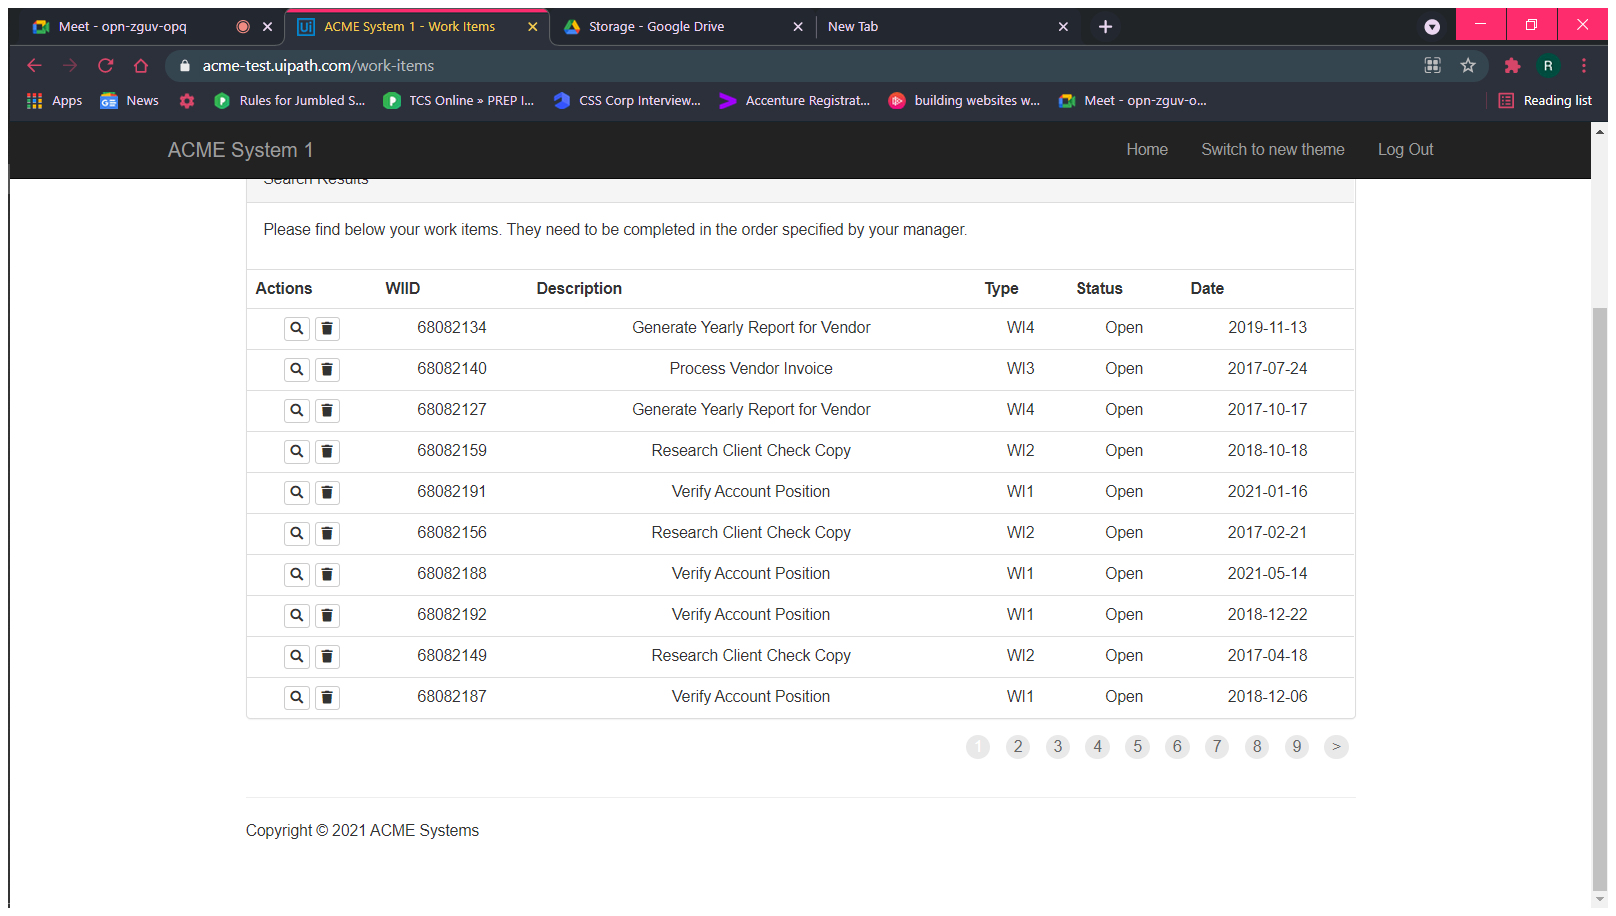 Meet - opn-zguv-opq
ACME System 1 - Work Items
Storage - Google Drive
New Tab
acme-test.uipath.com/work-items
R
Apps
News
Rules for Jumbled S...
TCS Online » PREP I...
CSS Corp Interview...
Accenture Registrat...
building websites w...
Meet - opn-zguv-o...
Reading list
ACME System 1
Home Switch to new theme Log Out
Search Results
Please find below your work items. They need to be completed in the order specified by your manager.
Actions WIID Description Type Status Date
68082134 Generate Yearly Report for Vendor WI4 Open 2019-11-13
68082140 Process Vendor Invoice WI3 Open 2017-07-24
68082127 Generate Yearly Report for Vendor WI4 Open 2017-10-17
68082159 Research Client Check Copy WI2 Open 2018-10-18
68082191 Verify Account Position WI1 Open 2021-01-16
68082156 Research Client Check Copy WI2 Open 2017-02-21
68082188 Verify Account Position WI1 Open 2021-05-14
68082192 Verify Account Position WI1 Open 2018-12-22
68082149 Research Client Check Copy WI2 Open 2017-04-18
68082187 Verify Account Position WI1 Open 2018-12-06
1 2 3 4 5 6 7 8 9 >
Copyright © 2021 ACME Systems